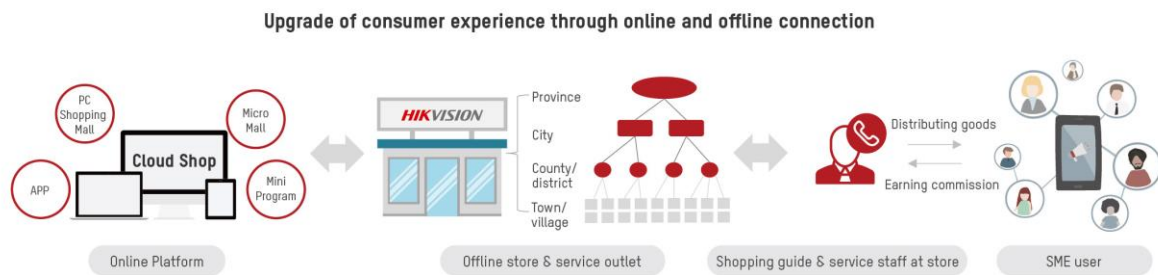 Upgrade of consumer experience through online and offline connection
PC
Shopping
Mall
Micro
Mall
Cloud Shop
APP
Mini
Program
Online Platform
HIKVISION
Province
City
County/
district
Town/
village
Offline store & service outlet
Distributing goods
Earning commission
Shopping guide & service staff at store
SME user